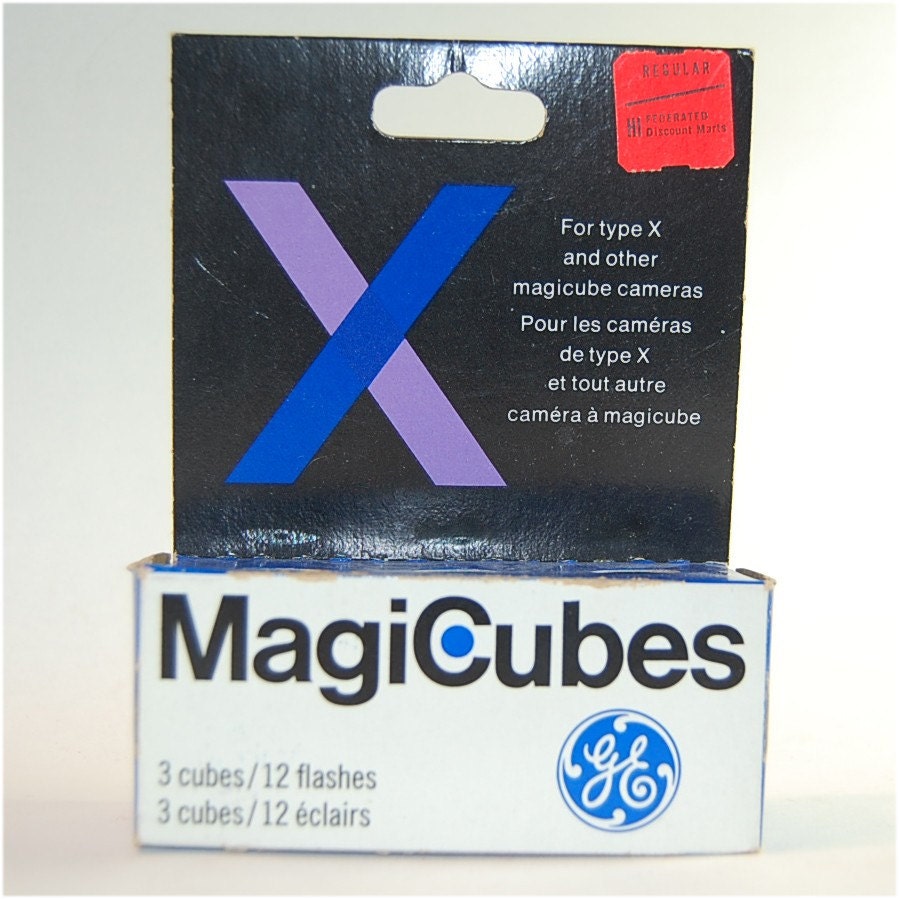 REGULAR
FEDERATED
Discount Marts
X
For type X
and other
magicube cameras
Pour les caméras
de type X
et tout autre
caméra à magicube
MagiCubes
GE
3 cubes/12 flashes
3 cubes/12 éclairs